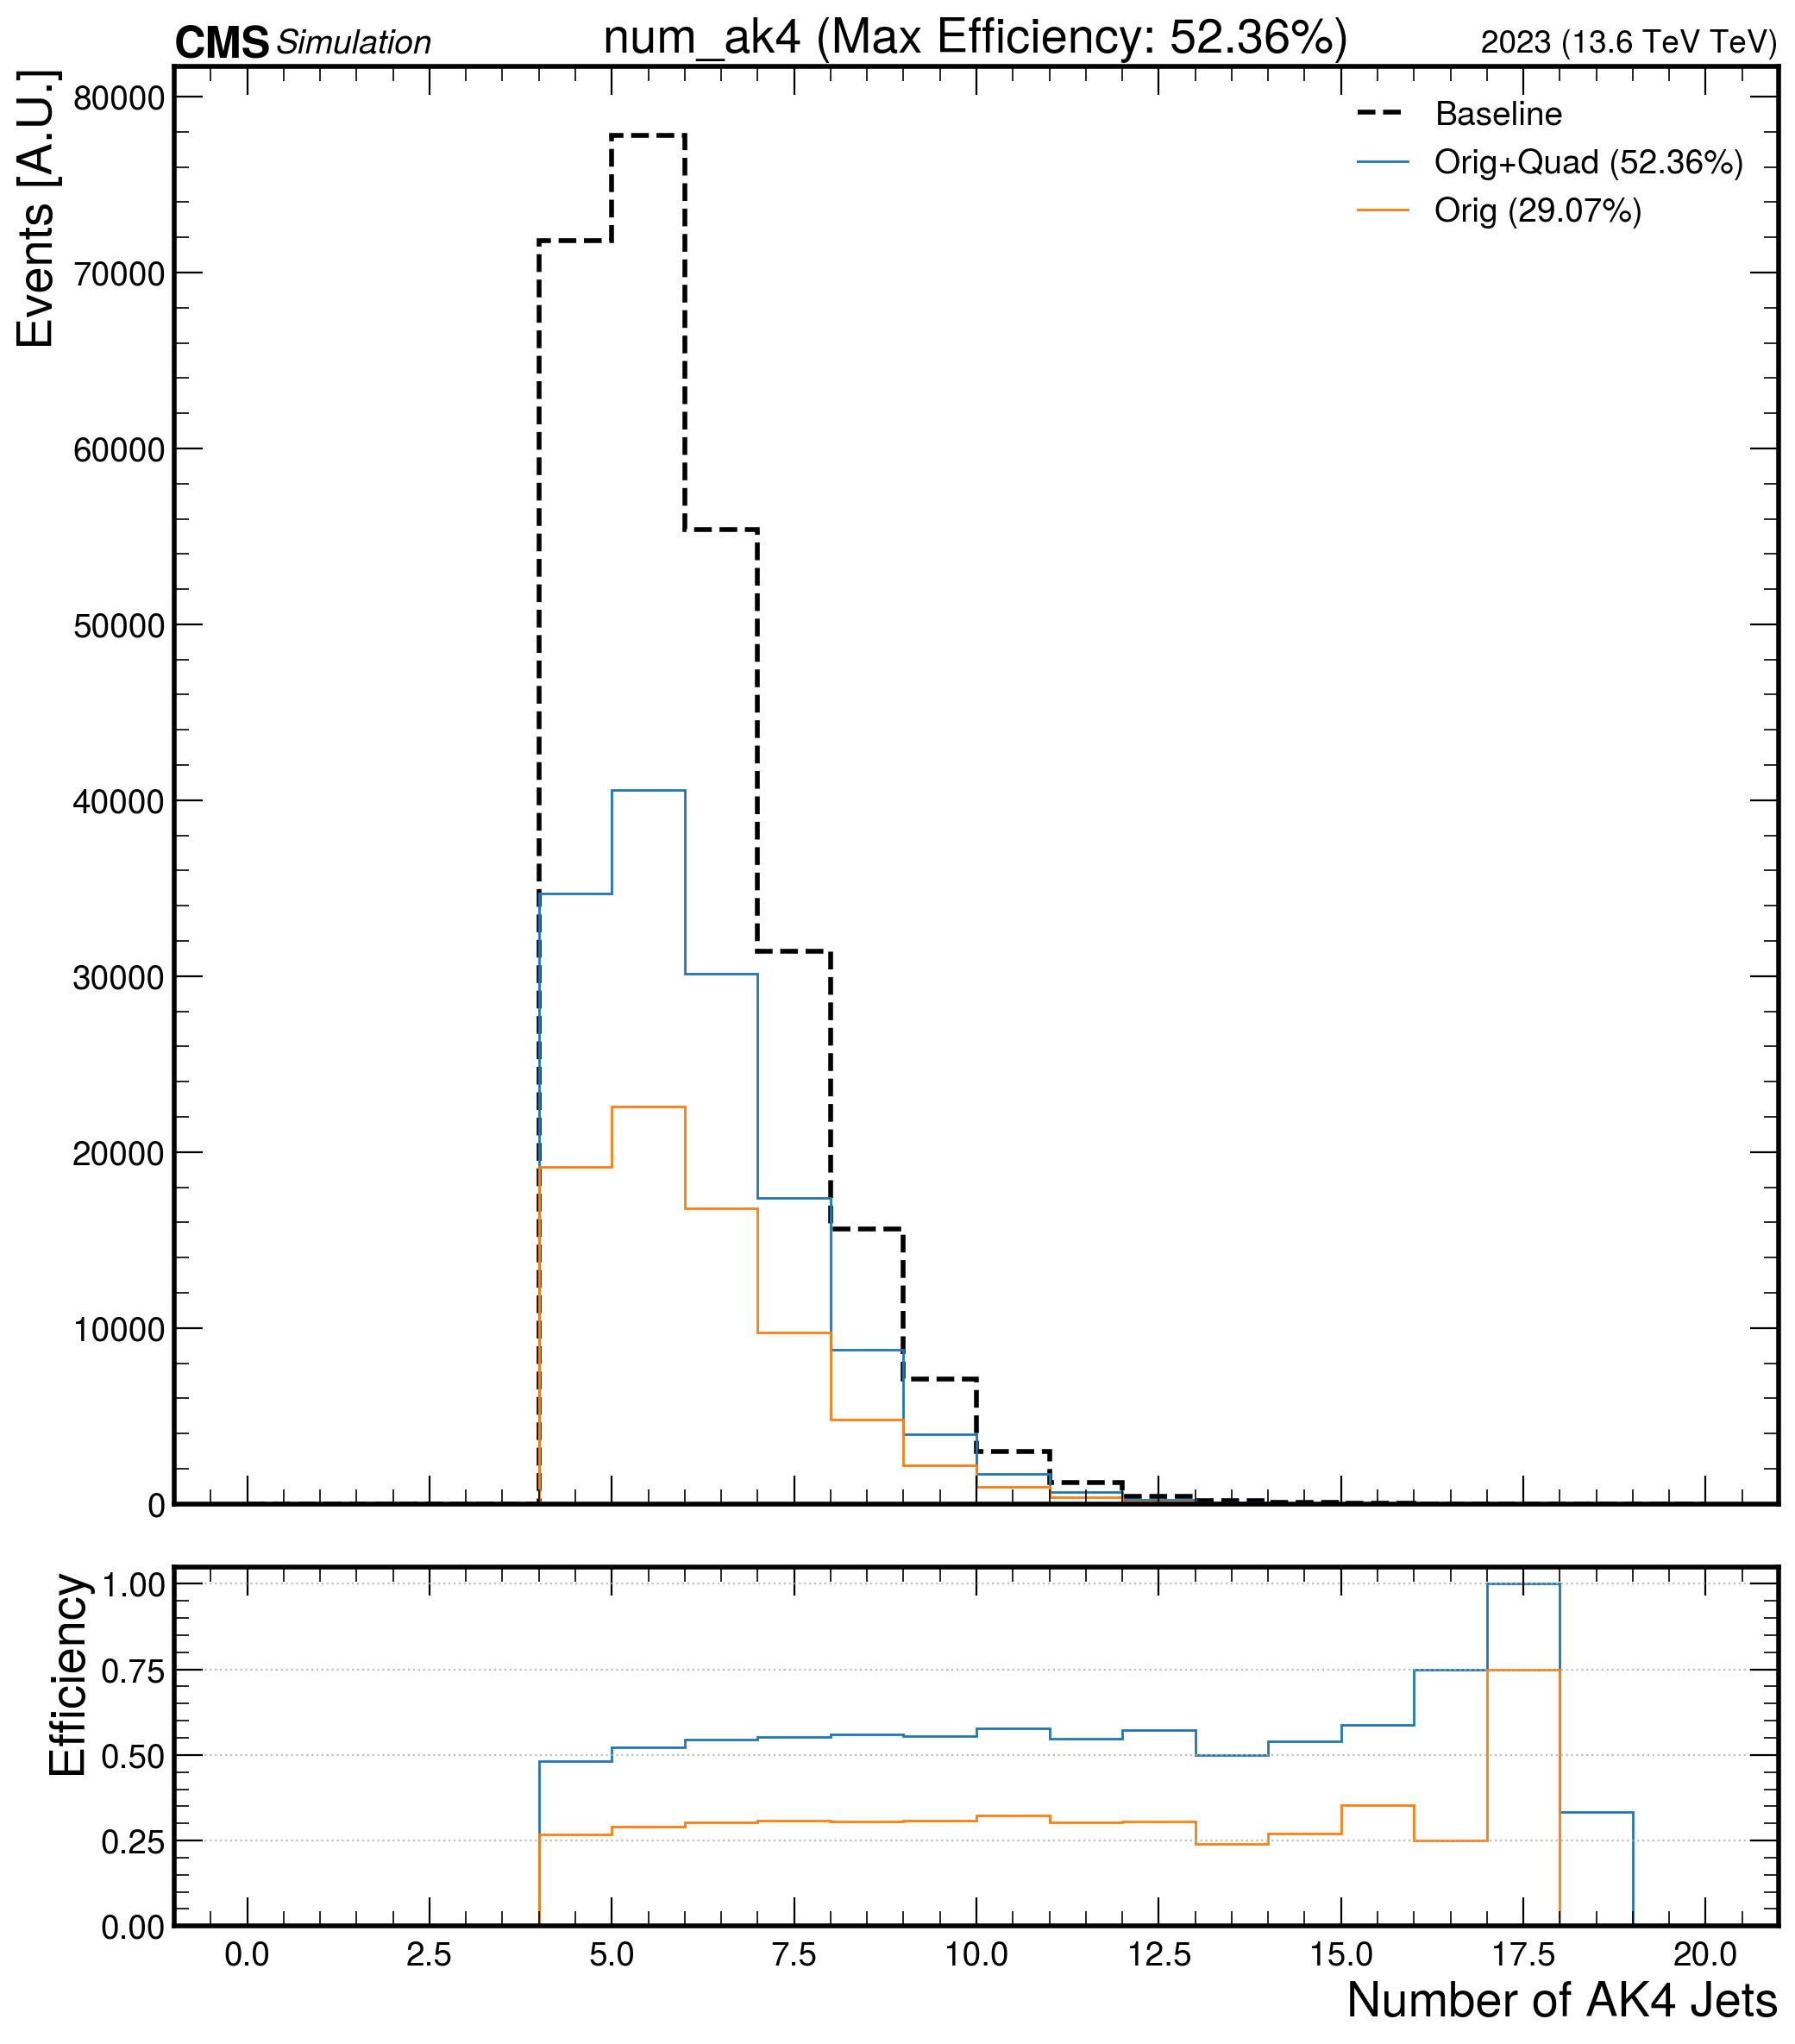 CMS Simulation num_ak4 (Max Efficiency: 52.36%) 2023 (13.6 TeV TeV)
Events [A.U.]
80000
70000
60000
50000
40000
30000
20000
10000
0
Baseline
Orig+Quad (52.36%)
Orig (29.07%)
Efficiency
1.00
0.75
0.50
0.25
0.00
0.0 2.5 5.0 7.5 10.0 12.5 15.0 17.5 20.0
Number of AK4 Jets